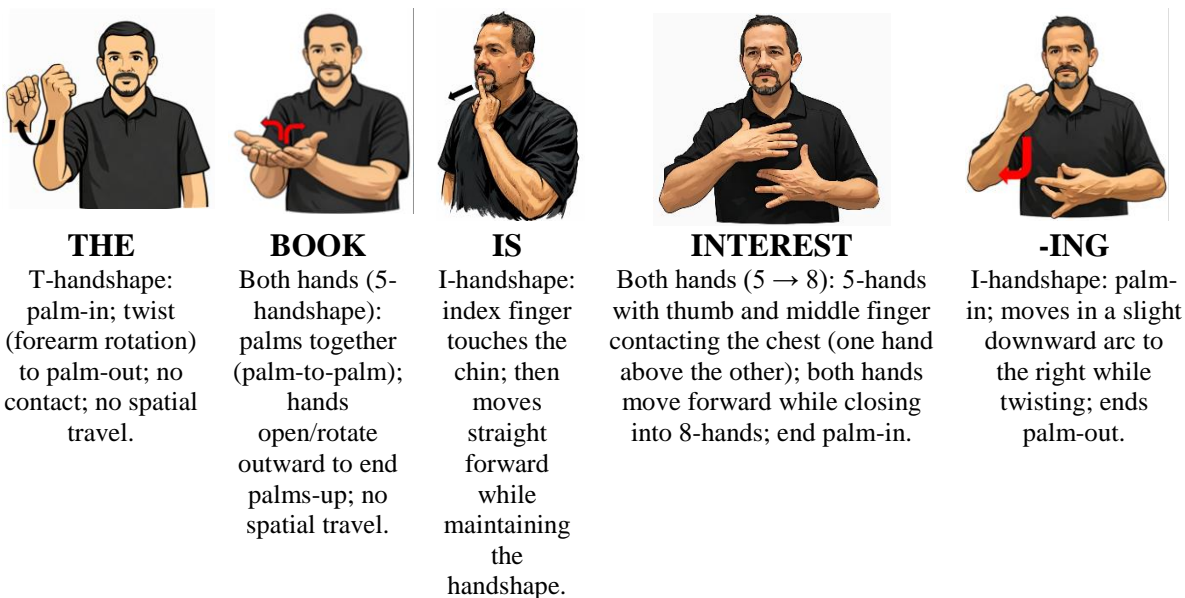 THE
T-handshape:
palm-in; twist
(forearm rotation)
to palm-out; no
contact; no spatial
travel.
BOOK
Both hands (5-
handshape):
palms together
(palm-to-palm);
hands
open/rotate
outward to end
palms-up; no
spatial travel.
IS
I-handshape:
index finger
touches the
chin; then
moves
straight
forward
while
maintaining
the
handshape.
INTEREST
Both hands (5 → 8): 5-hands
with thumb and middle finger
contacting the chest (one hand
above the other); both hands
move forward while closing
into 8-hands; end palm-in.
-ING
I-handshape: palm-
in; moves in a slight
downward arc to
the right while
twisting; ends
palm-out.